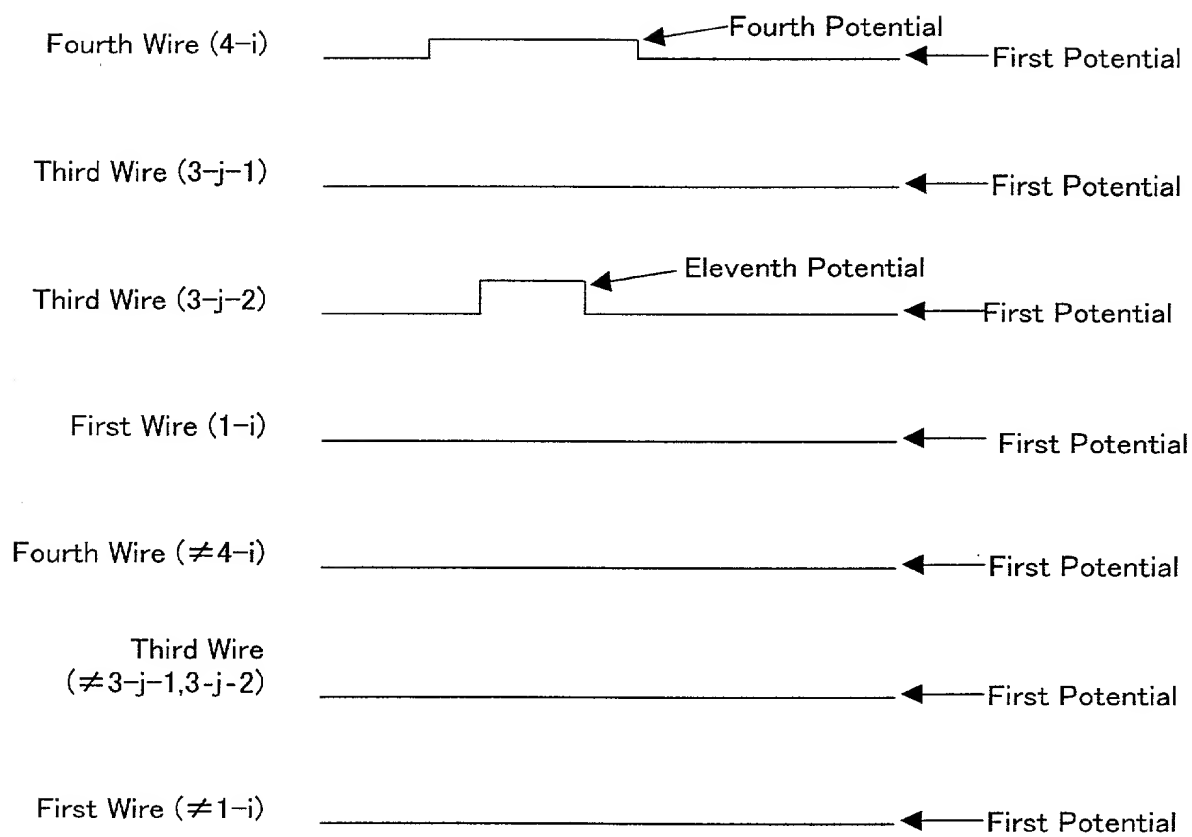 Fourth Wire (4-i)
Fourth Potential
First Potential
Third Wire (3-j-1)
First Potential
Third Wire (3-j-2)
Eleventh Potential
First Potential
First Wire (1-i)
First Potential
Fourth Wire (≠4-i)
First Potential
Third Wire
(≠3-j-1,3-j-2)
First Potential
First Wire (≠1-i)
First Potential